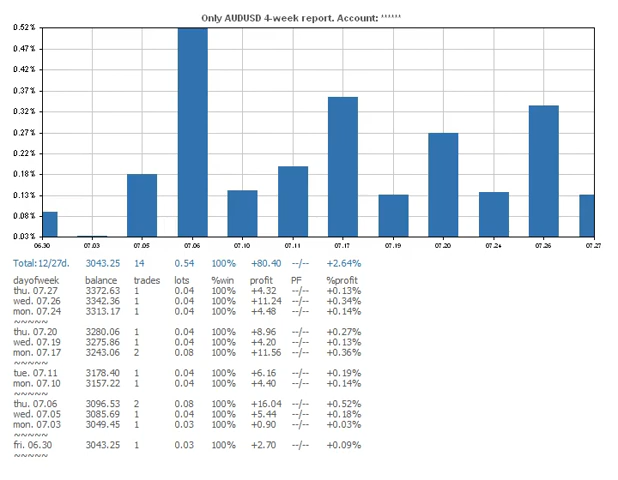 Only AUDUSD 4-week report. Account: ******
0.52%
0.47%
0.42%
0.37%
0.32%
0.27%
0.22%
0.18%
0.13%
0.08%
0.03%
06.30 07.03 07.05 07.06 07.10 07.11 07.17 07.19 07.20 07.24 07.26 07.27
Total:12/27d. 3043.25 14 0.54 100% +80.40 --/-- +2.64%
dayofweek balance trades lots %win profit PF %profit
thu. 07.27 3372.63 1 0.04 100% +4.32 --/-- +0.13%
wed. 07.26 3342.36 1 0.04 100% +11.24 --/-- +0.34%
mon. 07.24 3313.17 1 0.04 100% +4.48 --/-- +0.14%
~~~~~
thu. 07.20 3280.06 1 0.04 100% +8.96 --/-- +0.27%
wed. 07.19 3275.86 1 0.04 100% +4.20 --/-- +0.13%
mon. 07.17 3243.06 2 0.08 100% +11.56 --/-- +0.36%
~~~~~
tue. 07.11 3178.40 1 0.04 100% +6.16 --/-- +0.19%
mon. 07.10 3157.22 1 0.04 100% +4.40 --/-- +0.14%
~~~~~
thu. 07.06 3096.53 2 0.08 100% +16.04 --/-- +0.52%
wed. 07.05 3085.69 1 0.04 100% +5.44 --/-- +0.18%
mon. 07.03 3049.45 1 0.03 100% +0.90 --/-- +0.03%
~~~~~
fri. 06.30 3043.25 1 0.03 100% +2.70 --/-- +0.09%
~~~~~